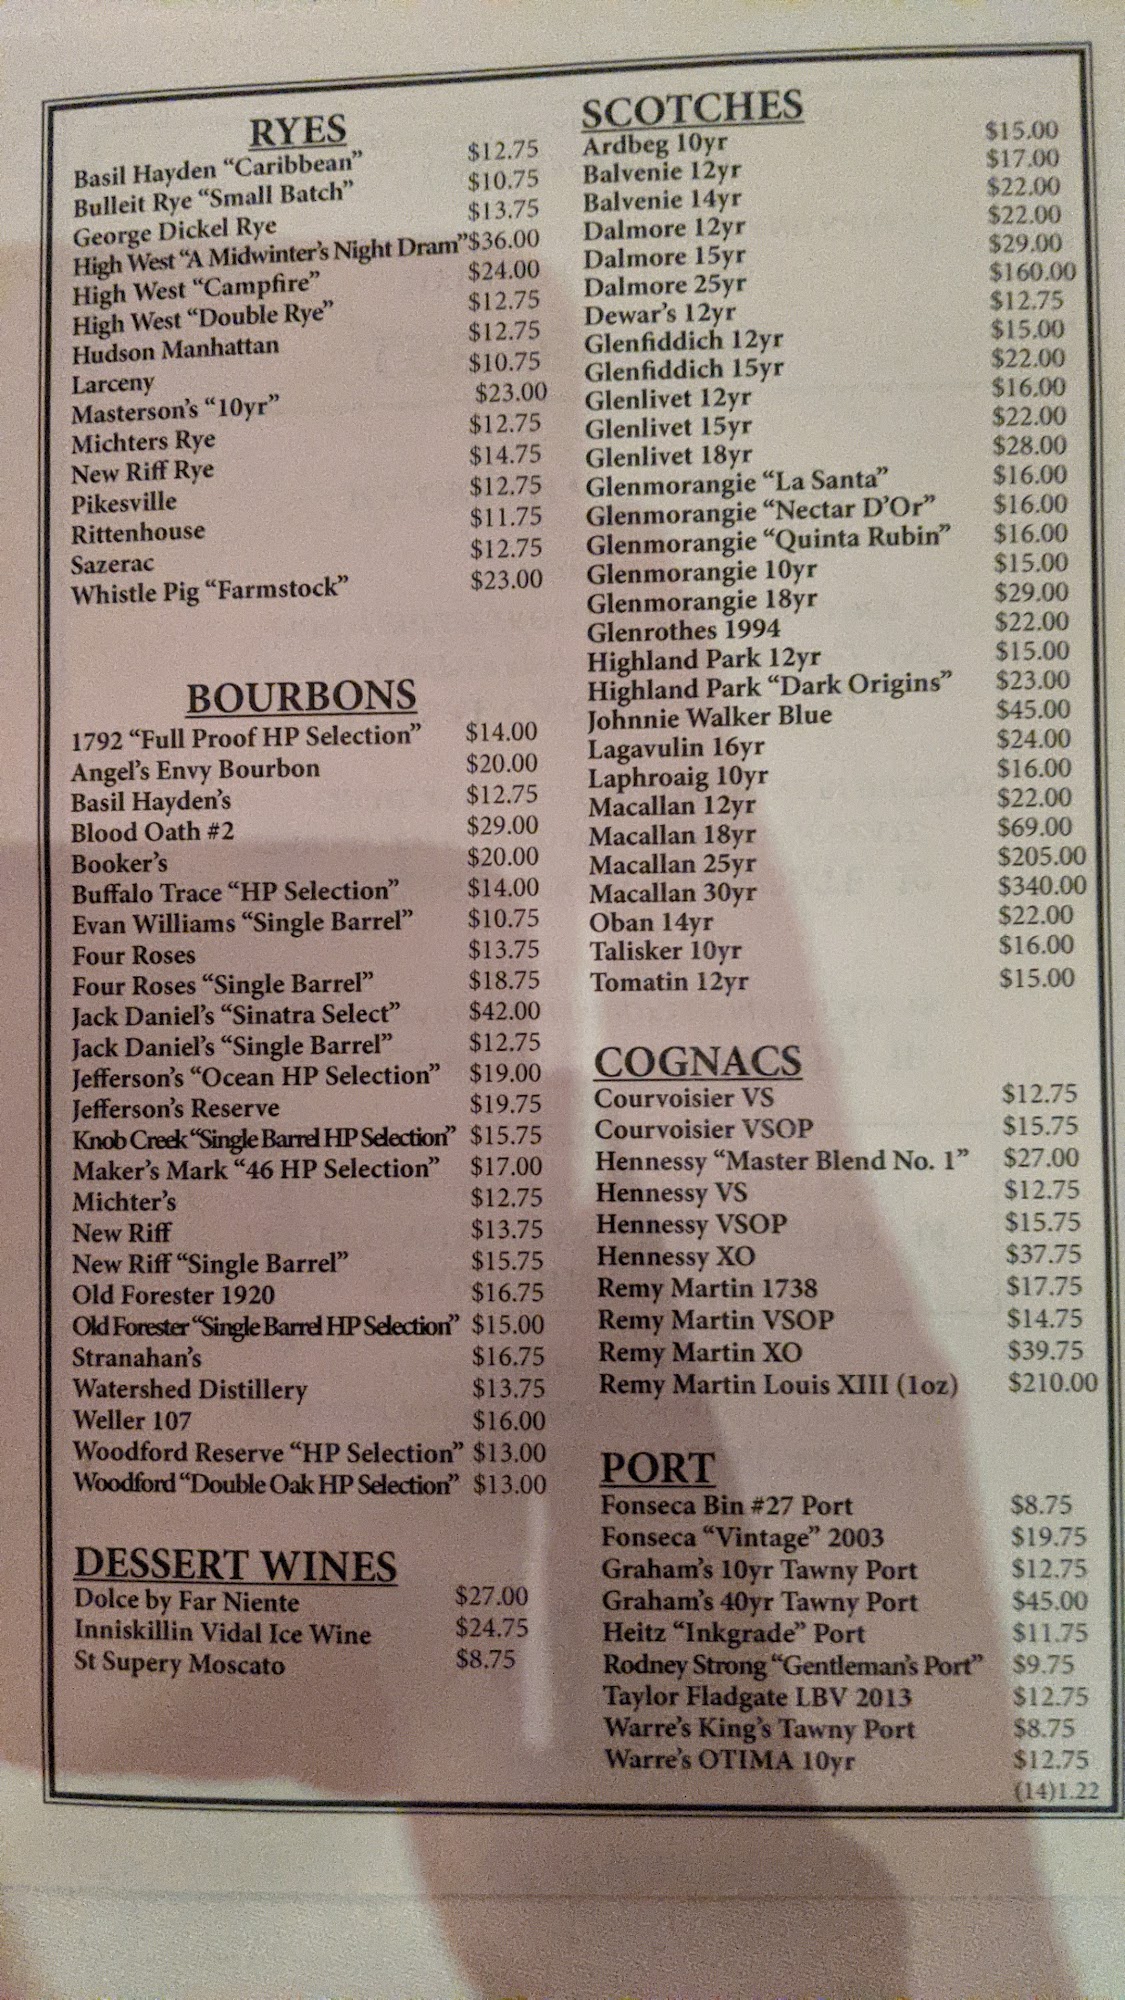 RYES
Basil Hayden “Caribbean” $12.75
Bulleit Rye “Small Batch” $10.75
George Dickel Rye $13.75
High West “A Midwinter’s Night Dram” $36.00
High West “Campfire” $24.00
High West “Double Rye” $12.75
Hudson Manhattan $12.75
Larceny $10.75
Masterson’s “10yr” $23.00
Michters Rye $12.75
New Riff Rye $14.75
Pikesville $12.75
Rittenhouse $11.75
Sazerac $12.75
Whistle Pig “Farmstock” $23.00
BOURBONS
1792 “Full Proof HP Selection” $14.00
Angel’s Envy Bourbon $20.00
Basil Hayden’s $12.75
Blood Oath #2 $29.00
Booker’s $20.00
Buffalo Trace “HP Selection” $14.00
Evan Williams “Single Barrel” $10.75
Four Roses $13.75
Four Roses “Single Barrel” $18.75
Jack Daniel’s “Sinatra Select” $42.00
Jack Daniel’s “Single Barrel” $12.75
Jefferson’s “Ocean HP Selection” $19.00
Jefferson’s Reserve $19.75
Knob Creek “Single Barrel HP Selection” $15.75
Maker’s Mark “46 HP Selection” $17.00
Michter’s $12.75
New Riff $13.75
New Riff “Single Barrel” $15.75
Old Forester 1920 $16.75
Old Forester “Single Barrel HP Selection” $15.00
Stranahan’s $16.75
Watershed Distillery $13.75
Weller 107 $16.00
Woodford Reserve “HP Selection” $13.00
Woodford “Double Oak HP Selection” $13.00
DESSERT WINES
Dolce by Far Niente $27.00
Inniskillin Vidal Ice Wine $24.75
St Supery Moscato $8.75
SCOTCHES
Ardbeg 10yr $15.00
Balvenie 12yr $17.00
Balvenie 14yr $22.00
Dalmore 12yr $22.00
Dalmore 15yr $29.00
Dalmore 25yr $160.00
Dewar’s 12yr $12.75
Glenfiddich 12yr $15.00
Glenfiddich 15yr $22.00
Glenlivet 12yr $16.00
Glenlivet 15yr $22.00
Glenlivet 18yr $28.00
Glenmorangie “La Santa” $16.00
Glenmorangie “Nectar D’Or” $16.00
Glenmorangie “Quinta Rubin” $16.00
Glenmorangie 10yr $15.00
Glenmorangie 18yr $29.00
Glenrothes 1994 $22.00
Highland Park 12yr $15.00
Highland Park “Dark Origins” $23.00
Johnnie Walker Blue $45.00
Lagavulin 16yr $24.00
Laphroaig 10yr $16.00
Macallan 12yr $22.00
Macallan 18yr $69.00
Macallan 25yr $205.00
Macallan 30yr $340.00
Oban 14yr $22.00
Talisker 10yr $16.00
Tomatin 12yr $15.00
COGNACS
Courvoisier VS $12.75
Courvoisier VSOP $15.75
Hennessy “Master Blend No. 1” $27.00
Hennessy VS $12.75
Hennessy VSOP $15.75
Hennessy XO $37.75
Remy Martin 1738 $17.75
Remy Martin VSOP $14.75
Remy Martin XO $39.75
Remy Martin Louis XIII (1oz) $210.00
PORT
Fonseca Bin #27 Port $8.75
Fonseca “Vintage” 2003 $19.75
Graham’s 10yr Tawny Port $12.75
Graham’s 40yr Tawny Port $45.00
Heitz “Inkgrade” Port $11.75
Rodney Strong “Gentleman’s Port” $9.75
Taylor Fladgate LBV 2013 $12.75
Warre’s King’s Tawny Port $8.75
Warre’s OTIMA 10yr $12.75
(14)1.22